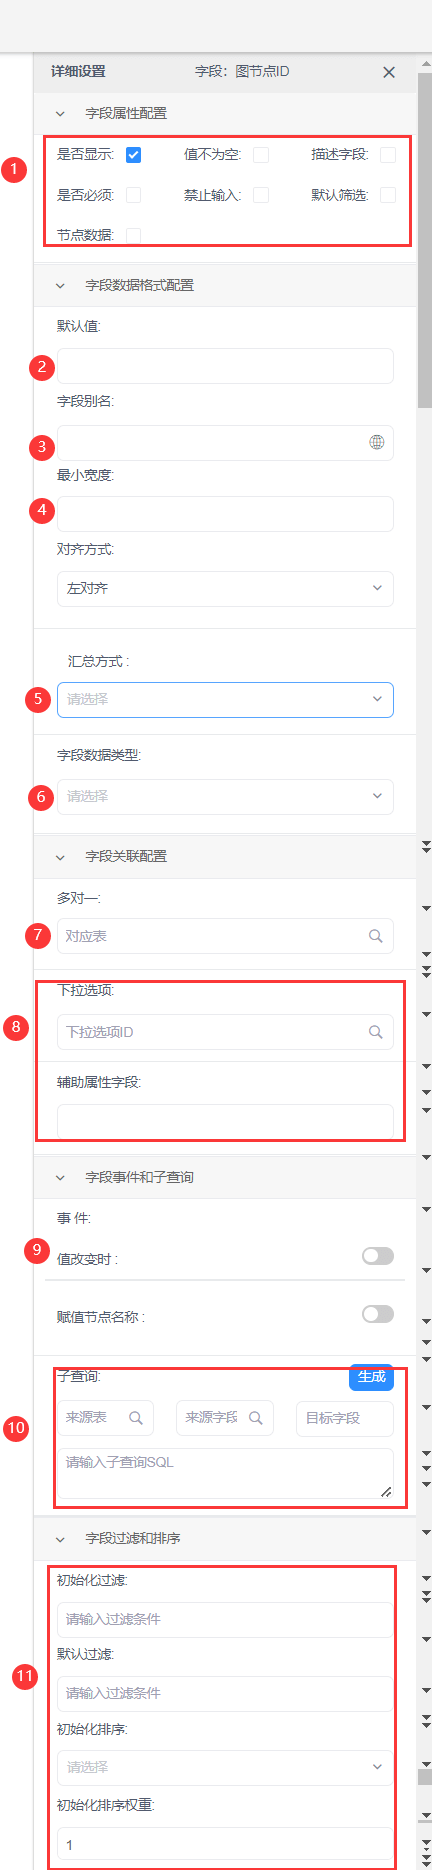 详细设置 字段：图节点ID
字段属性配置
1
是否显示: 值不为空: 描述字段:
是否必须: 禁止输入: 默认筛选:
节点数据:
字段数据格式配置
默认值:
2
字段别名:
3
最小宽度:
4
对齐方式:
左对齐
汇总方式 :
5 请选择
字段数据类型:
6 请选择
字段关联配置
多对一:
7 对应表
下拉选项:
8 下拉选项ID
辅助属性字段:
字段事件和子查询
事 件:
9 值改变时 :
赋值节点名称 :
子查询: 生成
10 来源表 来源字段 目标字段
请输入子查询SQL
字段过滤和排序
初始化过滤:
请输入过滤条件
默认过滤:
11 请输入过滤条件
初始化排序:
请选择
初始化排序权重:
1